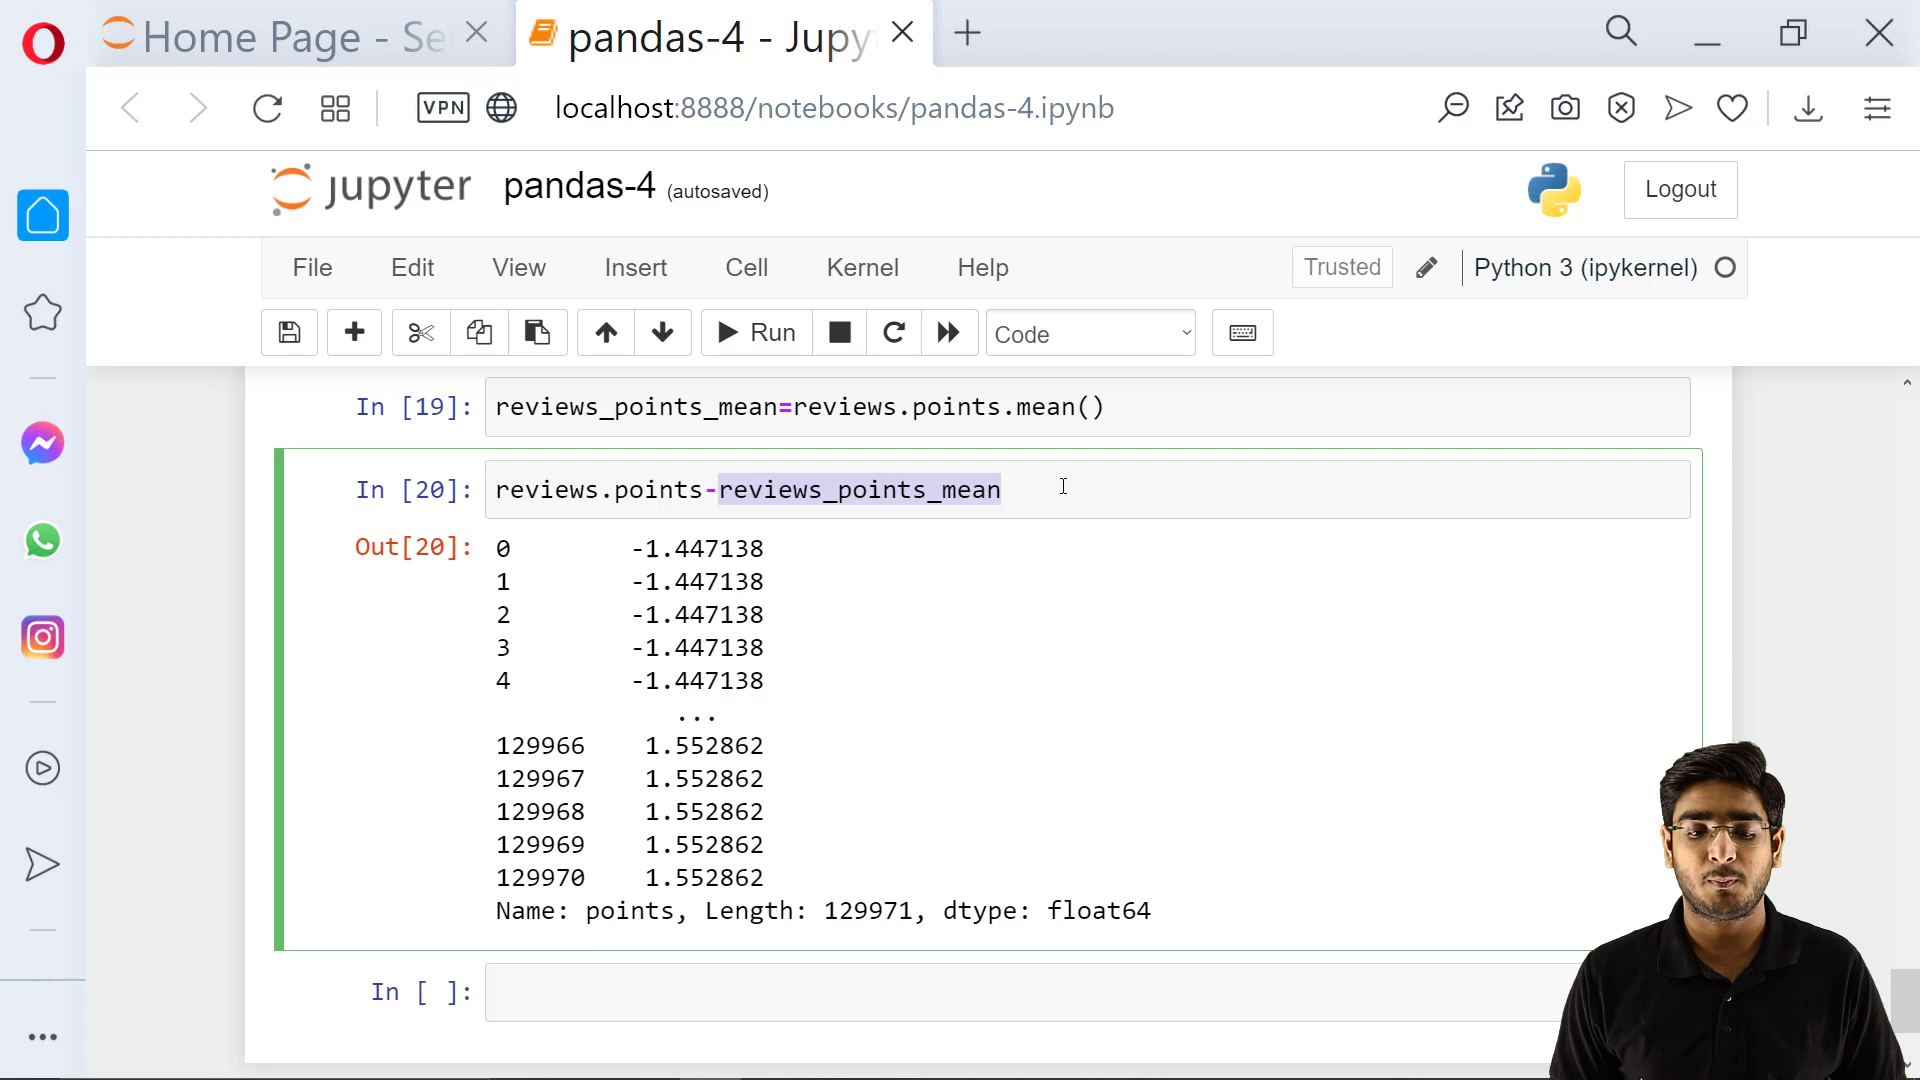 Home Page - Se
pandas-4 - Jupy
VPN
localhost:8888/notebooks/pandas-4.ipynb
jupyter pandas-4 (autosaved)
Logout
File Edit View Insert Cell Kernel Help
Trusted
Python 3 (ipykernel)
Run
Code
In [19]: reviews_points_mean=reviews.points.mean()
In [20]: reviews.points-reviews_points_mean
Out[20]: 0 -1.447138
1 -1.447138
2 -1.447138
3 -1.447138
4 -1.447138
...
129966 1.552862
129967 1.552862
129968 1.552862
129969 1.552862
129970 1.552862
Name: points, Length: 129971, dtype: float64
In [ ]: